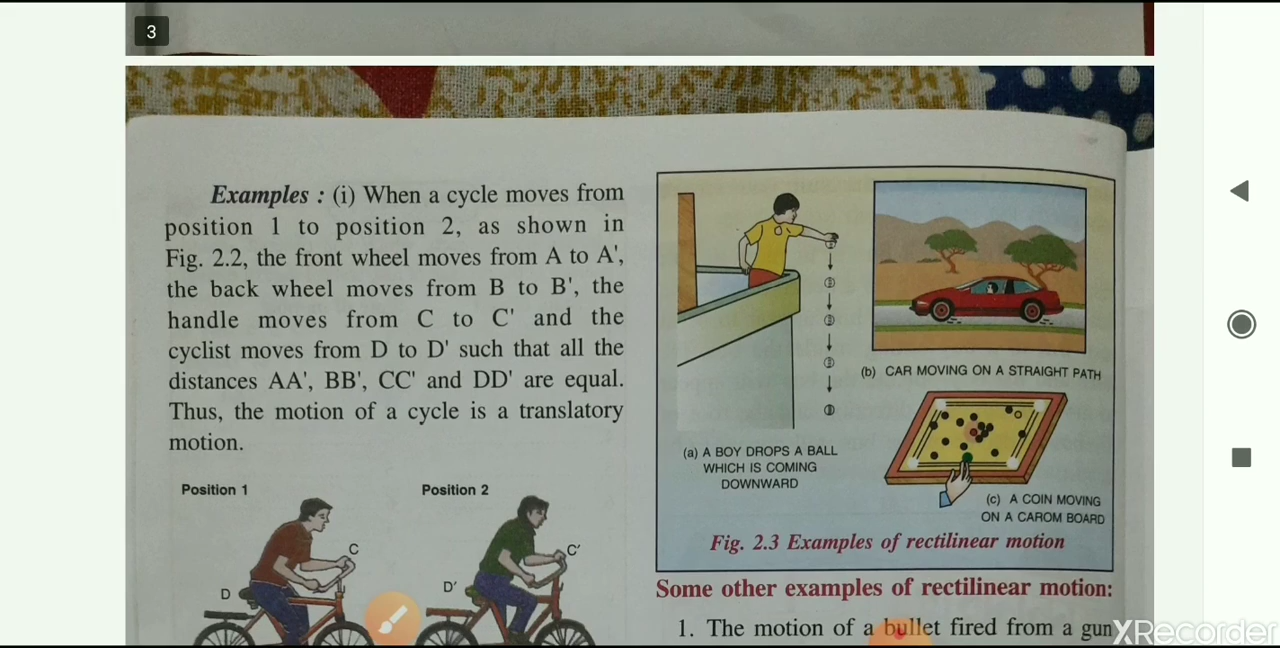 3
Examples : (i) When a cycle moves from
position 1 to position 2, as shown in
Fig. 2.2, the front wheel moves from A to A',
the back wheel moves from B to B', the
handle moves from C to C' and the
cyclist moves from D to D' such that all the
distances AA', BB', CC' and DD' are equal.
Thus, the motion of a cycle is a translatory
motion.
Position 1
Position 2
C
C'
D
D'
(a) A BOY DROPS A BALL
WHICH IS COMING
DOWNWARD
(b) CAR MOVING ON A STRAIGHT PATH
(c) A COIN MOVING
ON A CAROM BOARD
Fig. 2.3 Examples of rectilinear motion
Some other examples of rectilinear motion:
1. The motion of a bullet fired from a gun
XRecorder